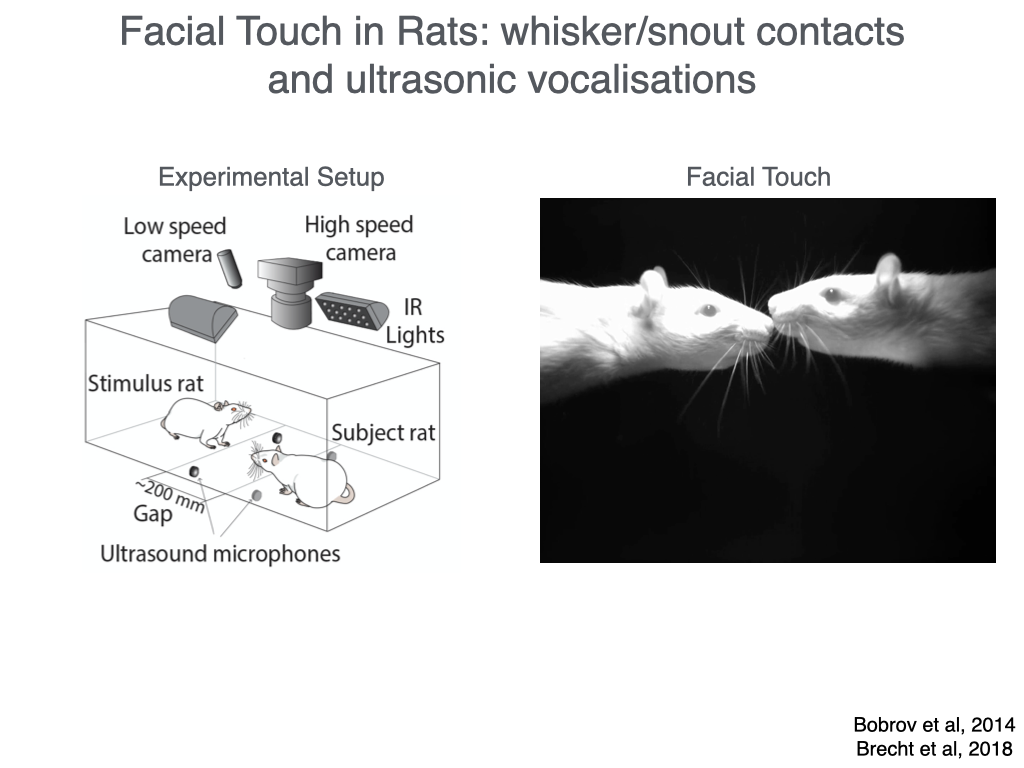 Facial Touch in Rats: whisker/snout contacts
and ultrasonic vocalisations
Experimental Setup
Low speed
camera
High speed
camera
IR
Lights
Stimulus rat
Subject rat
~200 mm
Gap
Ultrasound microphones
Facial Touch
Bobrov et al, 2014
Brecht et al, 2018